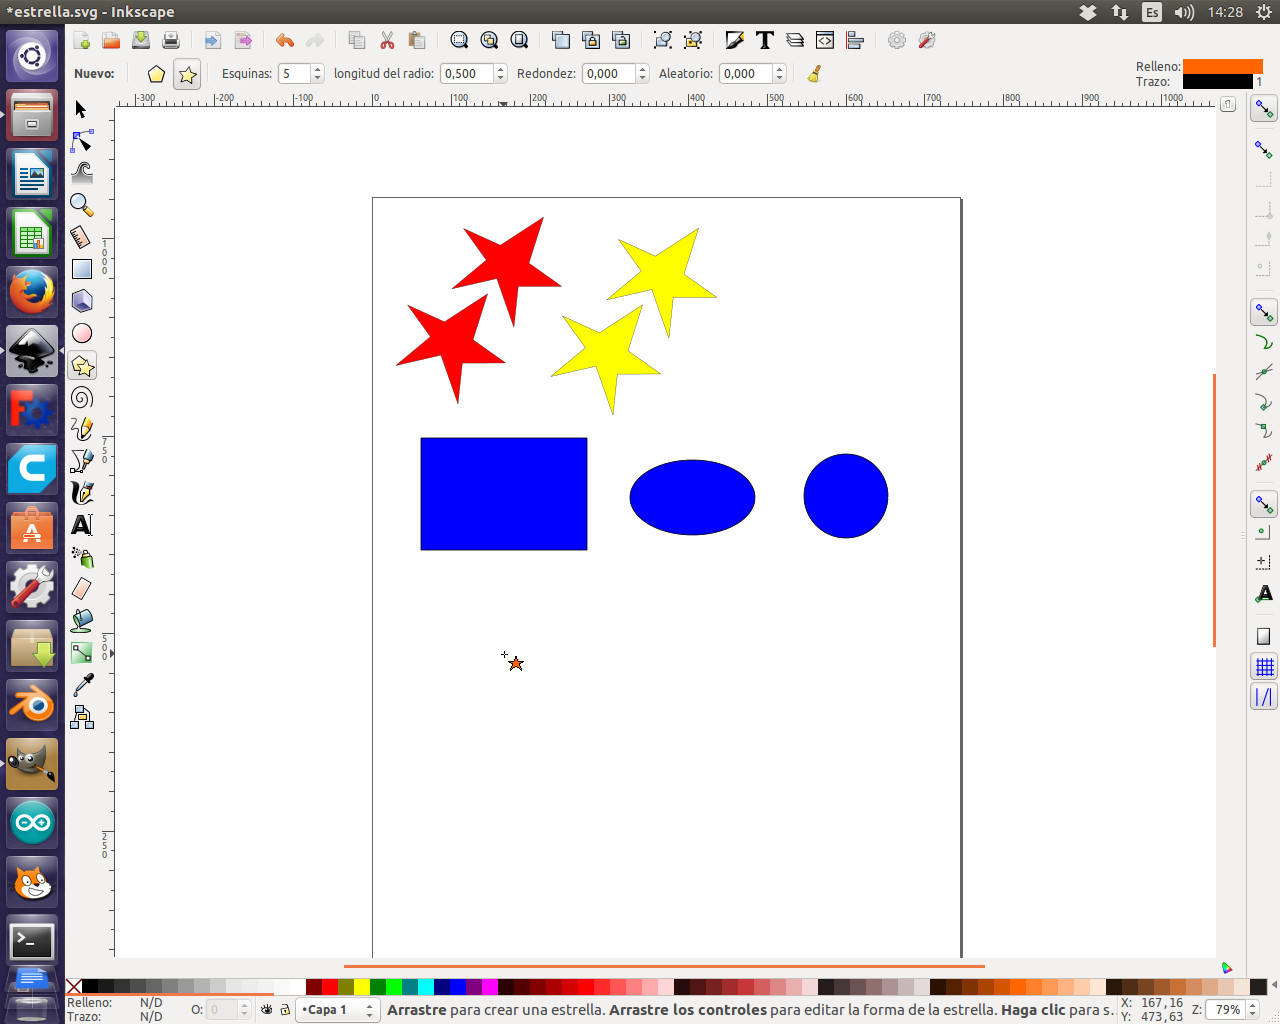 *estrella.svg - Inkscape
Es
14:28
Nuevo:
Esquinas: 5
longitud del radio: 0,500
Redondez: 0,000
Aleatorio: 0,000
Relleno:
Trazo: 1
-300 -200 -100 0 100 200 300 400 500 600 700 800 900 1000
1000
750
500
250
Relleno: N/D
Trazo: N/D
O: 0
•Capa 1
Arrastre para crear una estrella. Arrastre los controles para editar la forma de la estrella. Haga clic para s...
X: 167,16
Y: 473,63
Z: 79%